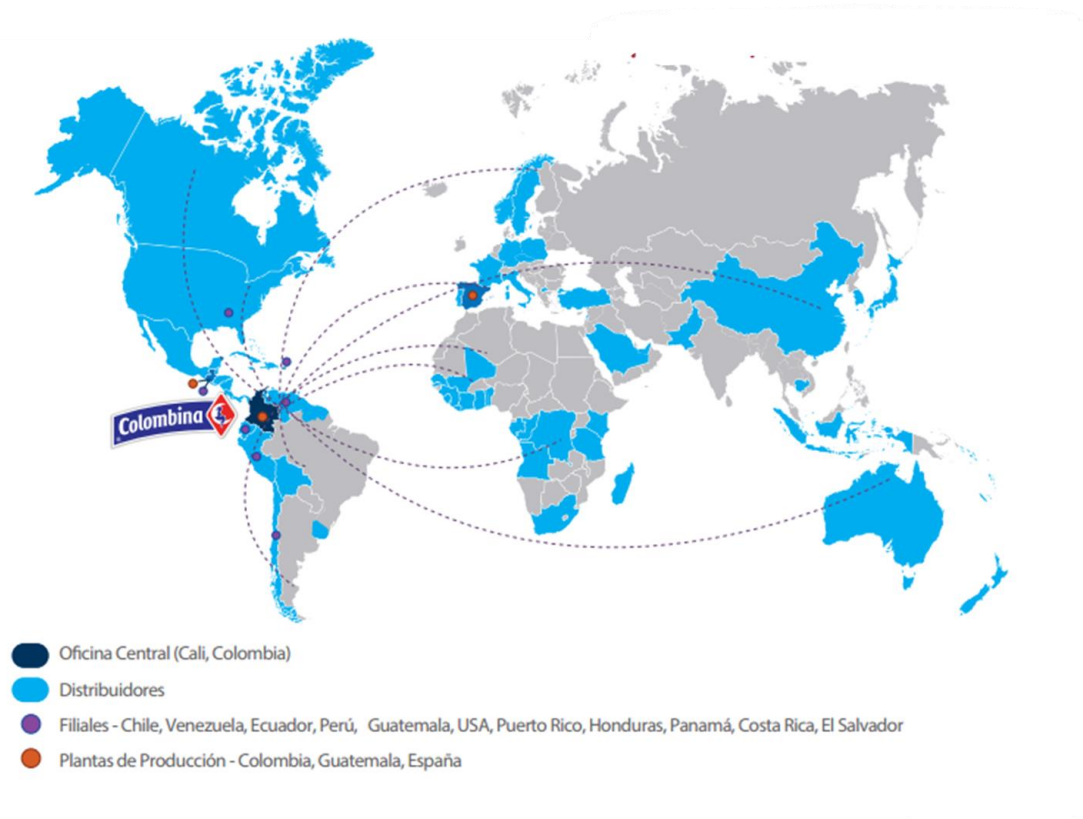 Colombina
Oficina Central (Cali, Colombia)
Distribuidores
Filiales - Chile, Venezuela, Ecuador, Perú, Guatemala, USA, Puerto Rico, Honduras, Panamá, Costa Rica, El Salvador
Plantas de Producción - Colombia, Guatemala, España